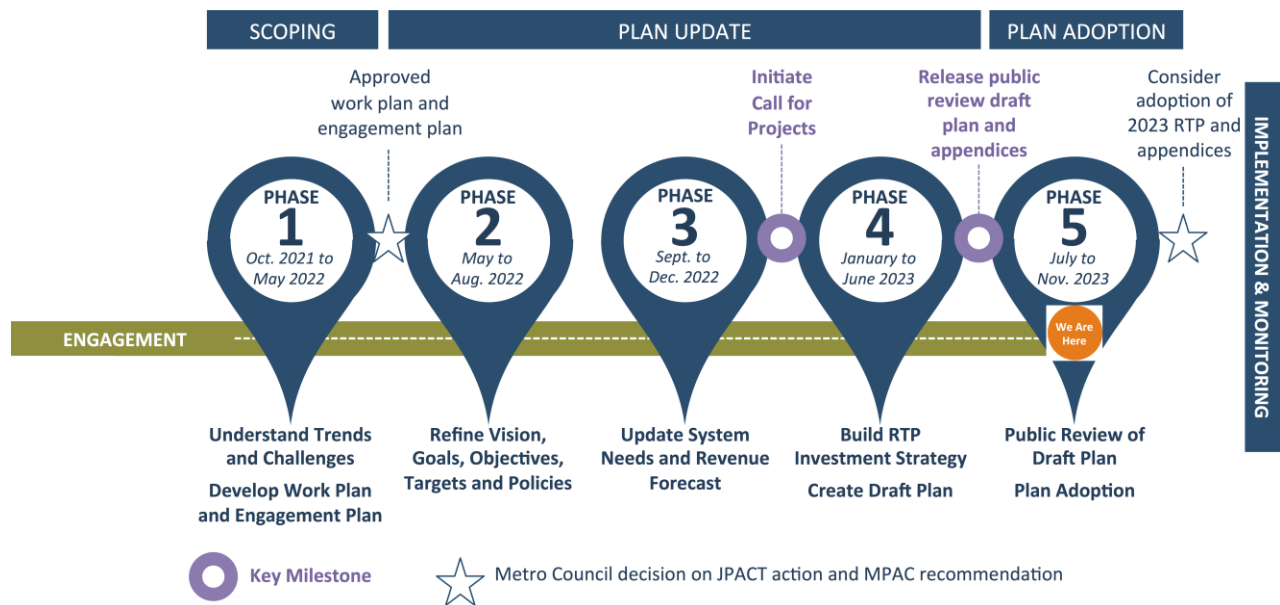 SCOPING
PLAN UPDATE
PLAN ADOPTION
Approved
work plan and
engagement plan
Initiate
Call for
Projects
Release public
review draft
plan and
appendices
Consider
adoption of
2023 RTP and
appendices
IMPLEMENTATION & MONITORING
PHASE
1
Oct. 2021 to
May 2022
PHASE
2
May to
Aug. 2022
PHASE
3
Sept. to
Dec. 2022
PHASE
4
January to
June 2023
PHASE
5
July to
Nov. 2023
ENGAGEMENT
We Are
Here
Understand Trends
and Challenges
Develop Work Plan
and Engagement Plan
Refine Vision,
Goals, Objectives,
Targets and Policies
Update System
Needs and Revenue
Forecast
Build RTP
Investment Strategy
Create Draft Plan
Public Review of
Draft Plan
Plan Adoption
Key Milestone
Metro Council decision on JPACT action and MPAC recommendation